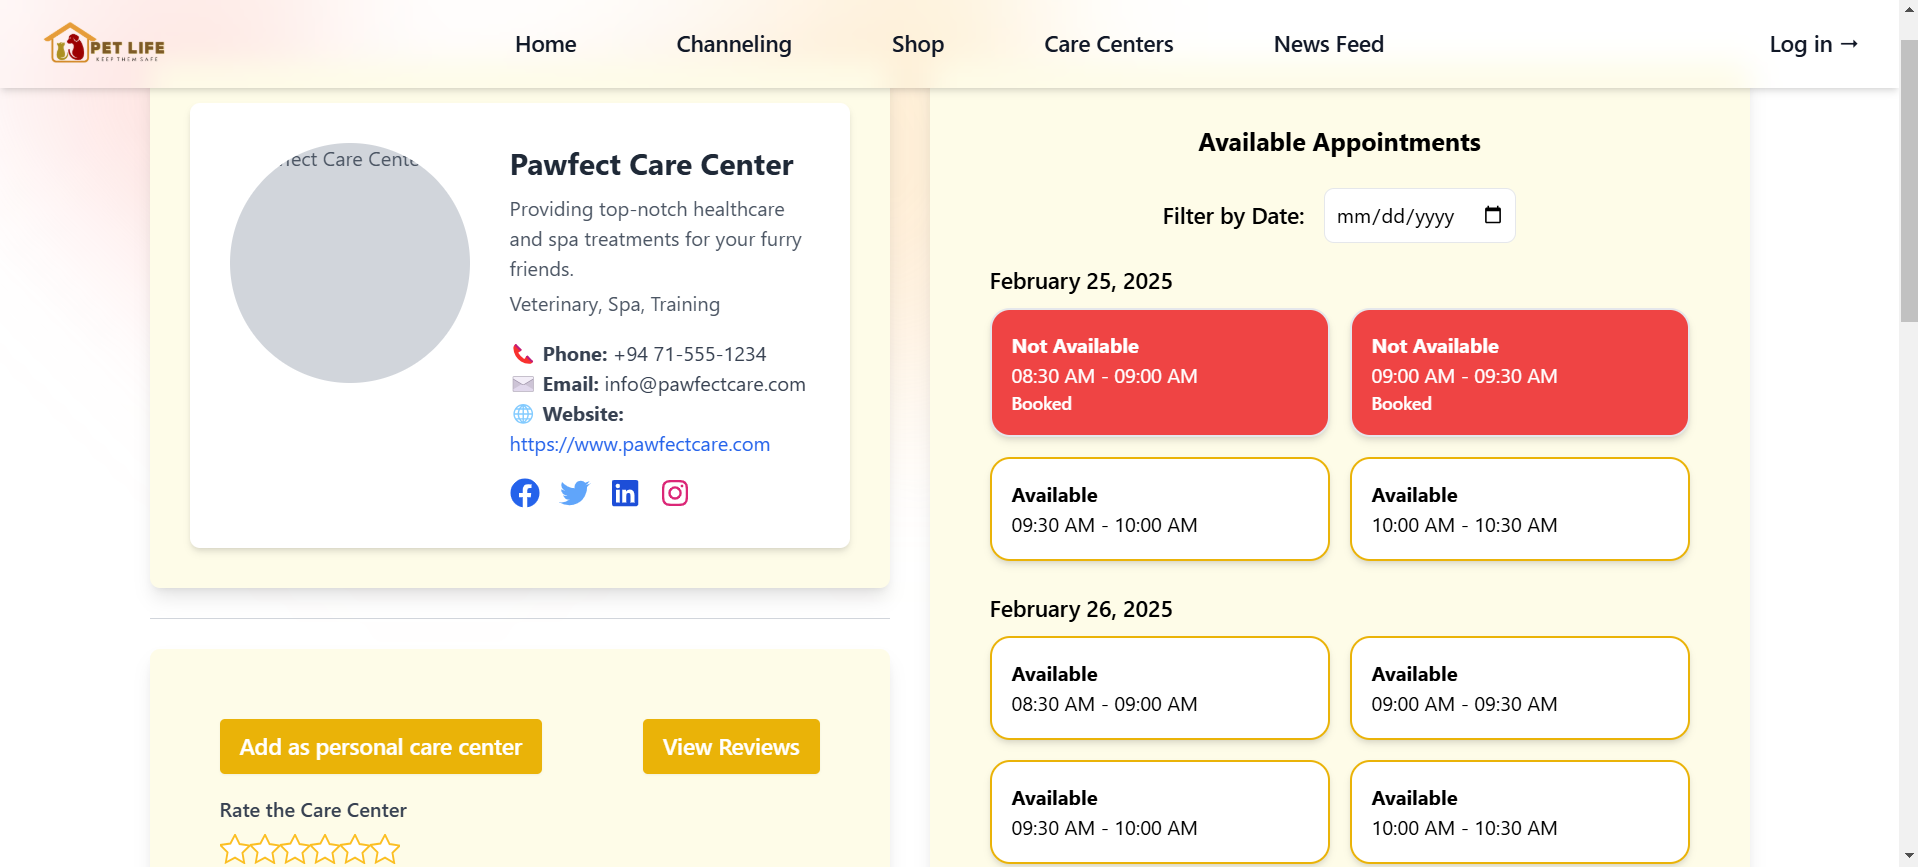 PET LIFE
KEEP THEM SAFE
Home
Channeling
Shop
Care Centers
News Feed
Log in →
fect Care Cente
Pawfect Care Center
Providing top-notch healthcare
and spa treatments for your furry
friends.
Veterinary, Spa, Training
Phone: +94 71-555-1234
Email: info@pawfectcare.com
Website:
https://www.pawfectcare.com
Add as personal care center
View Reviews
Rate the Care Center
Available Appointments
Filter by Date:
mm/dd/yyyy
February 25, 2025
Not Available
08:30 AM - 09:00 AM
Booked
Not Available
09:00 AM - 09:30 AM
Booked
Available
09:30 AM - 10:00 AM
Available
10:00 AM - 10:30 AM
February 26, 2025
Available
08:30 AM - 09:00 AM
Available
09:00 AM - 09:30 AM
Available
09:30 AM - 10:00 AM
Available
10:00 AM - 10:30 AM